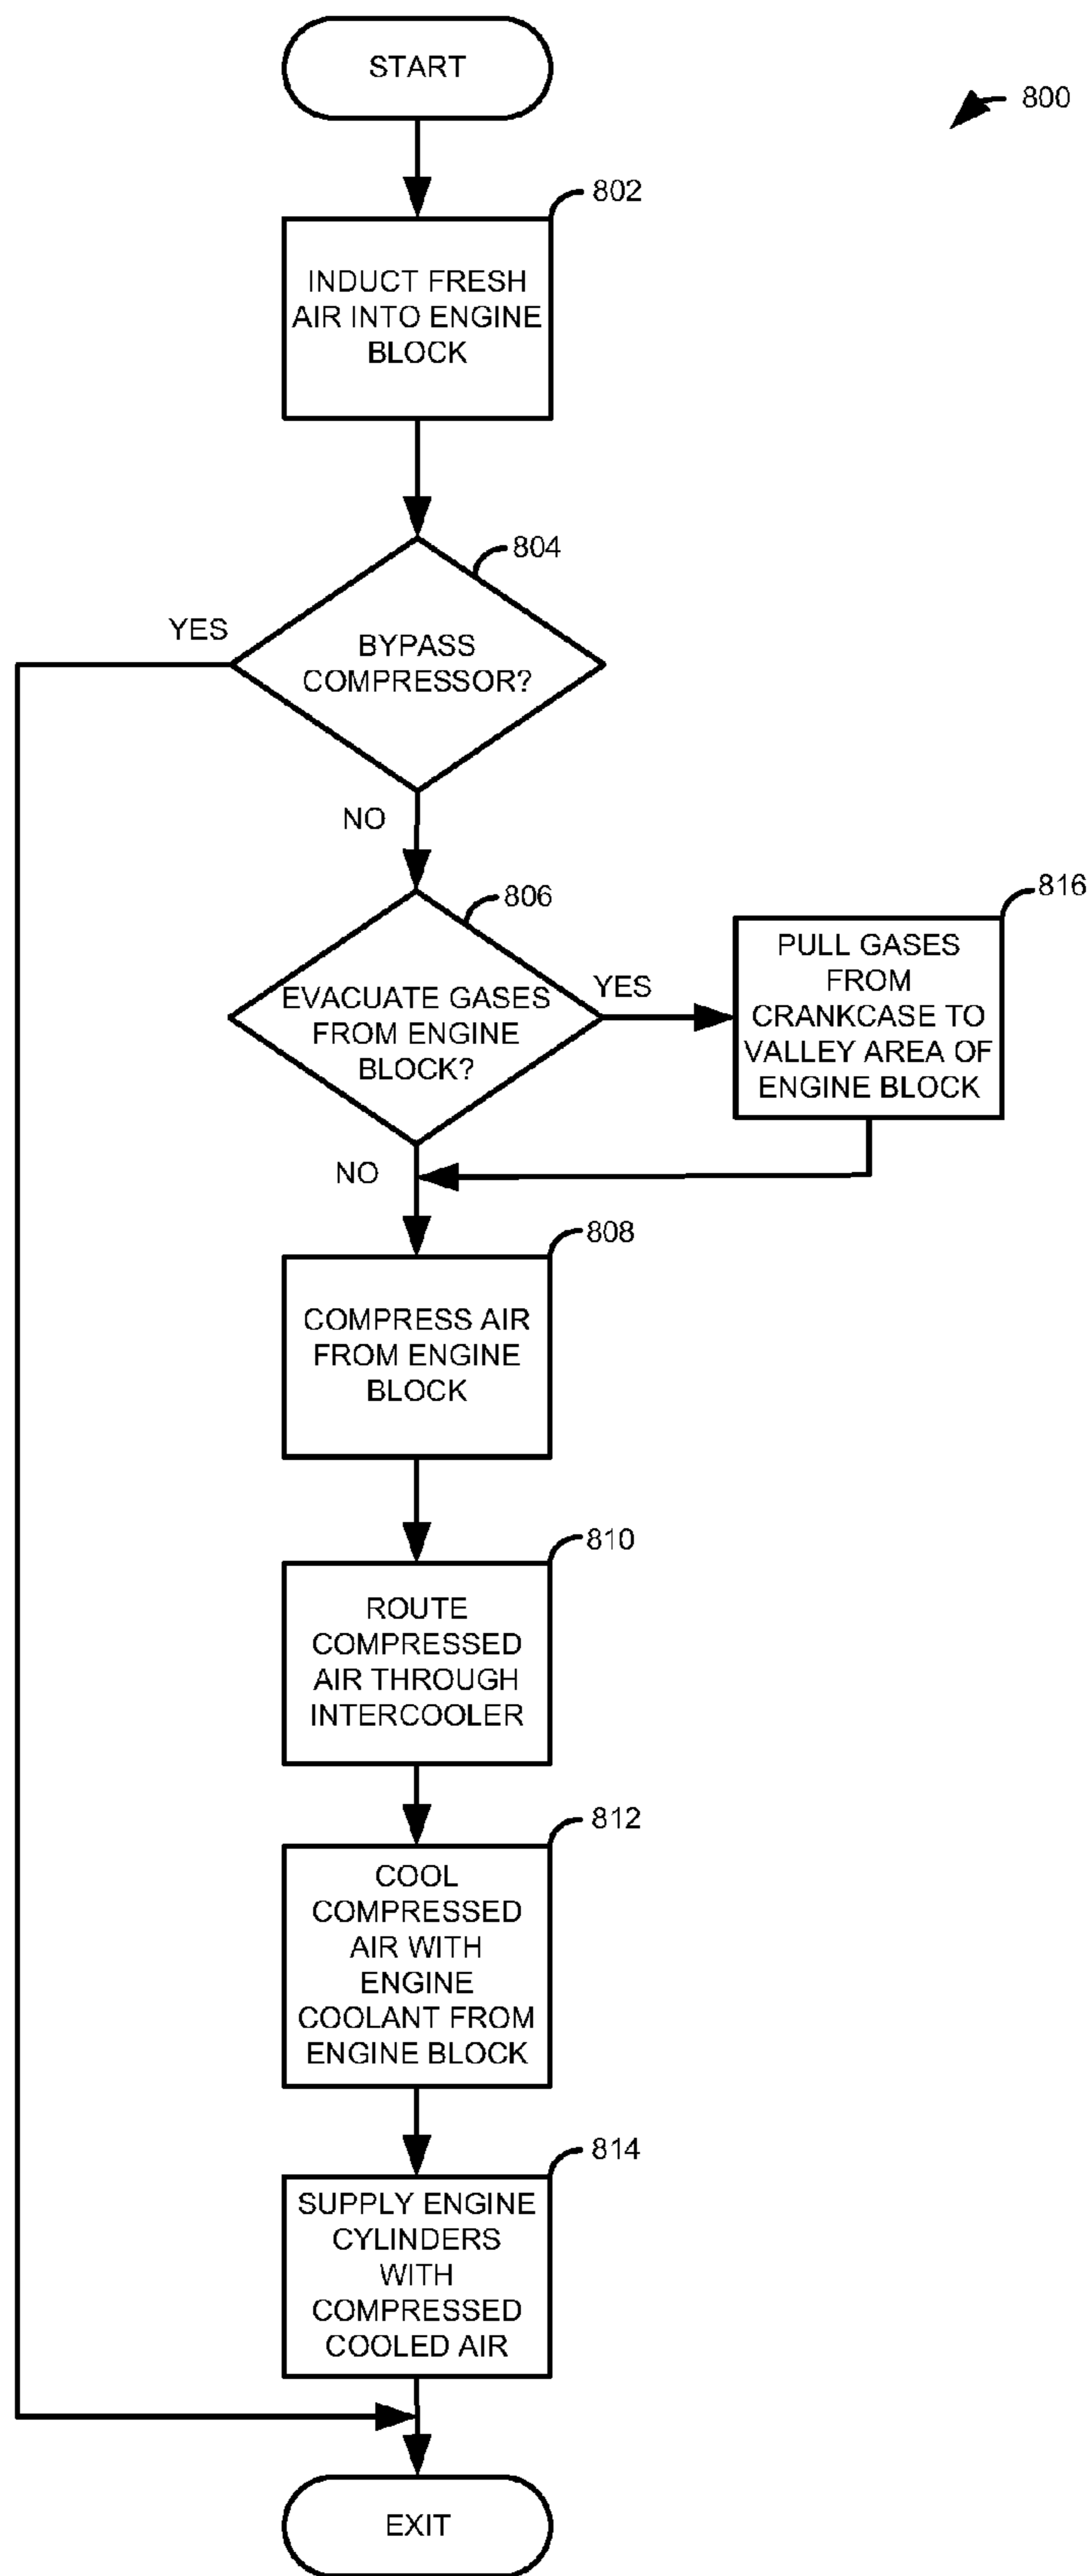 START
800
802
INDUCT FRESH
AIR INTO ENGINE
BLOCK
804
YES
BYPASS
COMPRESSOR?
NO
806
816
EVACUATE GASES
FROM ENGINE
BLOCK?
YES
PULL GASES
FROM
CRANKCASE TO
VALLEY AREA OF
ENGINE BLOCK
NO
808
COMPRESS AIR
FROM ENGINE
BLOCK
810
ROUTE
COMPRESSED
AIR THROUGH
INTERCOOLER
812
COOL
COMPRESSED
AIR WITH
ENGINE
COOLANT FROM
ENGINE BLOCK
814
SUPPLY ENGINE
CYLINDERS
WITH
COMPRESSED
COOLED AIR
EXIT